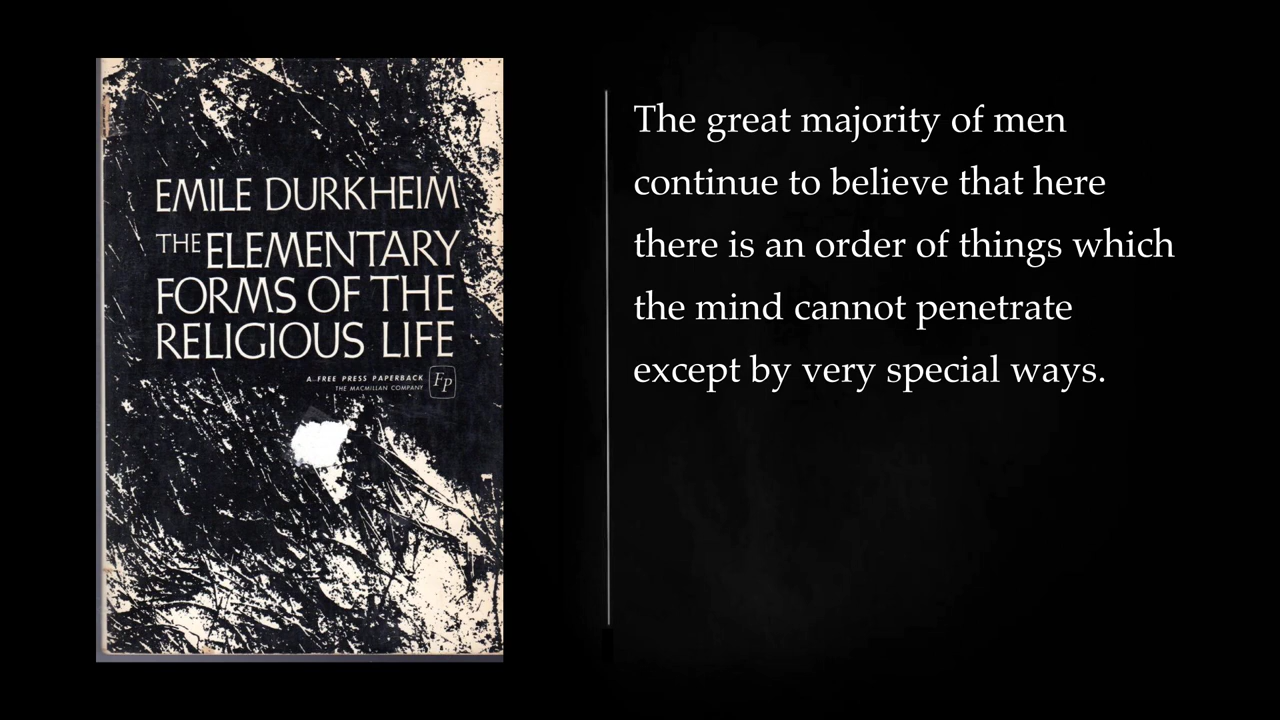 EMILE DURKHEIM
THE ELEMENTARY
FORMS OF THE
RELIGIOUS LIFE
A FREE PRESS PAPERBACK
THE MACMILLAN COMPANY
Fp
The great majority of men
continue to believe that here
there is an order of things which
the mind cannot penetrate
except by very special ways.